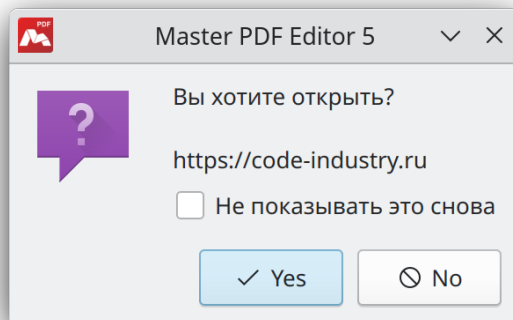 PDF
Master PDF Editor 5
Вы хотите открыть?
https://code-industry.ru
Не показывать это снова
Yes
No